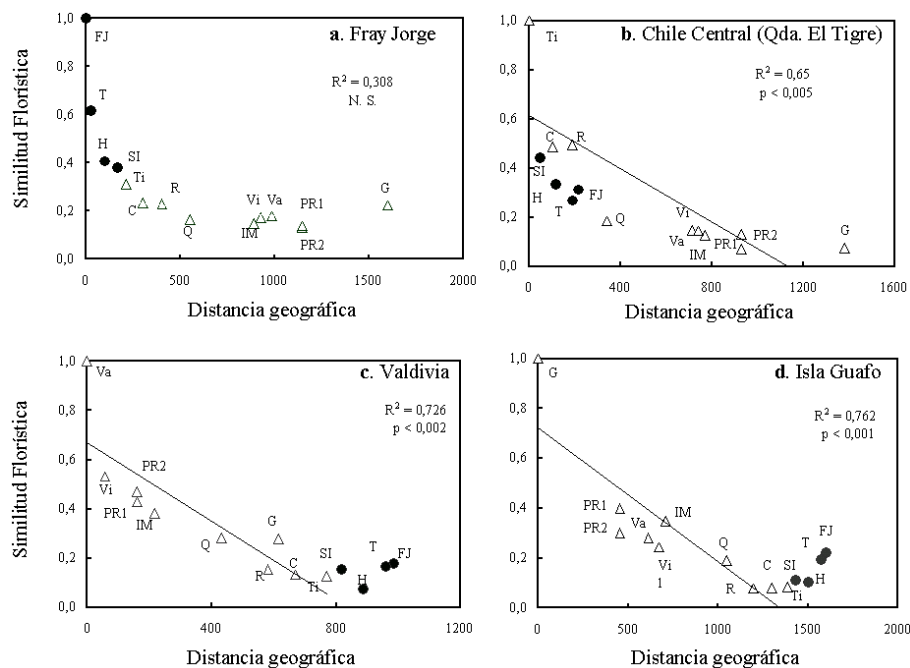 a. Fray Jorge
R² = 0,308
N. S.
Similitud Florística
1,0
0,8
0,6
0,4
0,2
0,0
FJ
T
H
SI
Ti
C
R
Q
Vi
Va
IM
PR1
PR2
G
0
500
1000
1500
2000
Distancia geográfica
b. Chile Central (Qda. El Tigre)
R² = 0,65
p < 0,005
1,0
0,8
0,6
0,4
0,2
0,0
Ti
C
R
SI
H
T
FJ
Q
Vi
Va
IM
PR1
PR2
G
0
400
800
1200
1600
Distancia geográfica
c. Valdivia
R² = 0,726
p < 0,002
Similitud Florística
1,0
0,8
0,6
0,4
0,2
0,0
Va
Vi
PR2
PR1
IM
Q
G
R
C
Ti
SI
H
T
FJ
0
400
800
1200
Distancia geográfica
d. Isla Guafo
R² = 0,762
p < 0,001
1,0
0,8
0,6
0,4
0,2
0,0
G
PR1
PR2
Va
Vi
1
IM
Q
R
C
SI
Ti
H
T
FJ
0
500
1000
1500
2000
Distancia geográfica